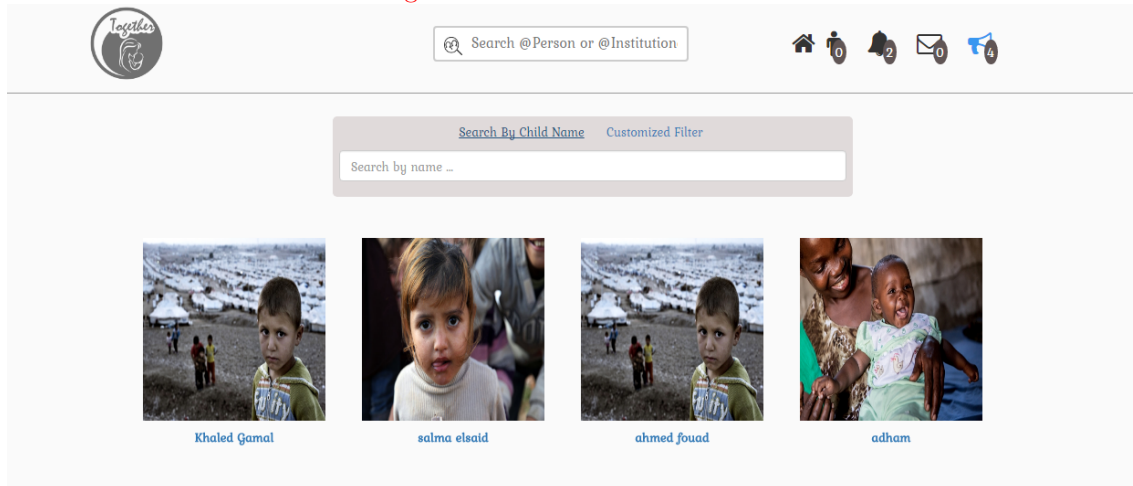 Together
Search @Person or @Institution
0
2
0
4
Search By Child Name
Customized Filter
Search by name ...
Khaled Gamal
salma elsaid
ahmed fouad
adham